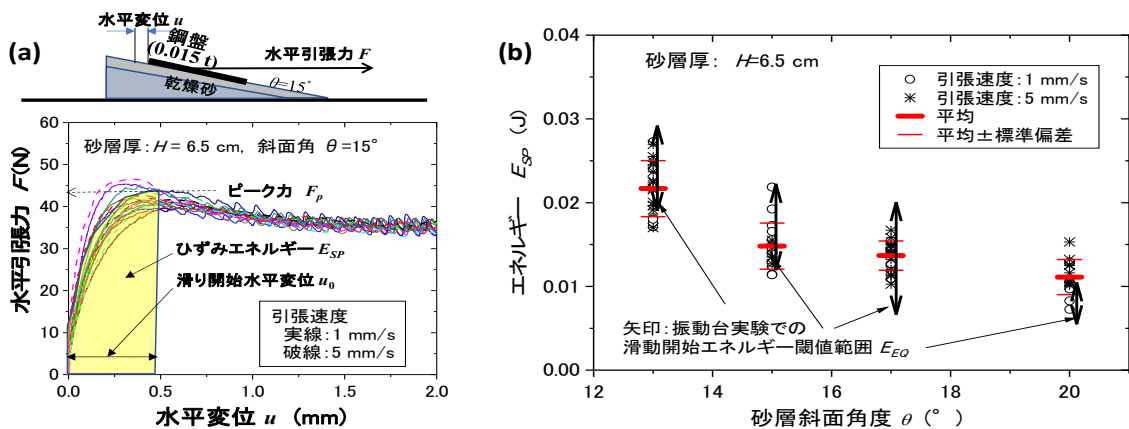 (a)
水平変位 u
鋼盤
(0.015 t)
水平引張力 F
θ=15°
乾燥砂
水平引張力 F(N)
60
50
40
30
20
10
0
砂層厚:H = 6.5 cm, 斜面角 θ =15°
ピーク力 Fp
ひずみエネルギー ESP
滑り開始水平変位 u0
引張速度
実線:1 mm/s
破線:5 mm/s
0.0 0.5 1.0 1.5 2.0
水平変位 u (mm)
(b)
エネルギー ESP (J)
0.04
0.03
0.02
0.01
0.00
砂層厚: H=6.5 cm
引張速度:1 mm/s
引張速度:5 mm/s
平均
平均±標準偏差
矢印:振動台実験での
滑動開始エネルギー閾値範囲 EEQ
12 14 16 18 20
砂層斜面角度 θ (°)